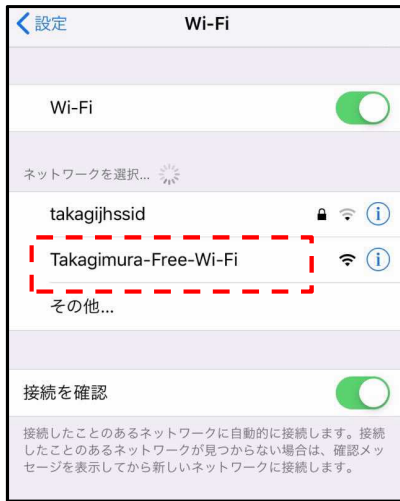 設定
Wi-Fi
Wi-Fi
ネットワークを選択...
takagijhssid
Takagimura-Free-Wi-Fi
その他...
接続を確認
接続したことのあるネットワークに自動的に接続します。接続
したことのあるネットワークが見つからない場合は、確認メッ
セージを表示してから新しいネットワークに接続します。